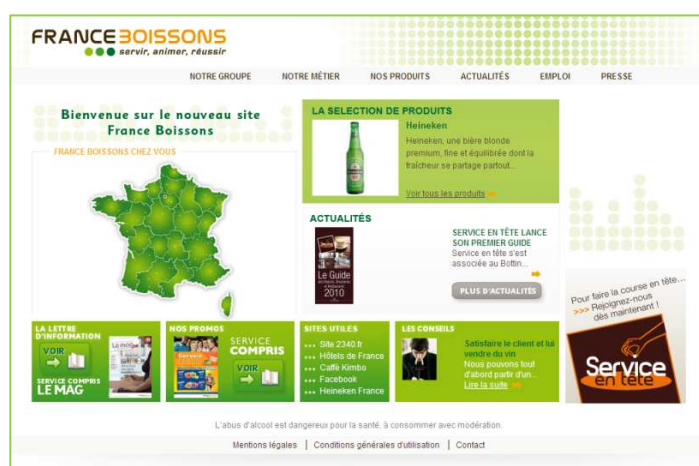 FRANCE BOISSONS
servir, animer, réussir
NOTRE GROUPE NOTRE MÉTIER NOS PRODUITS ACTUALITÉS EMPLOI PRESSE
Bienvenue sur le nouveau site
France Boissons
FRANCE BOISSONS CHEZ VOUS
LA SELECTION DE PRODUITS
Heineken
Heineken, une bière blonde
premium, fine et équilibrée dont la
fraîcheur se partage partout...
Voir tous les produits
ACTUALITÉS
Le Guide
2010
SERVICE EN TÊTE LANCE
SON PREMIER GUIDE
Service en tête s'est
associée au Bottin...
PLUS D'ACTUALITÉS
Pour faire la course en tête...
>>> Rejoignez-nous
dès maintenant !
Service
en tête
LA LETTRE
D'INFORMATION
VOIR
SERVICE COMPRIS
LE MAG
NOS PROMOS
SERVICE
COMPRIS
VOIR
SITES UTILES
Site 2340.fr
Hôtels de France
Caffè Kimbo
Facebook
Heineken France
LES CONSEILS
Satisfaire le client et lui
vendre du vin
Nous pouvons tout
d'abord partir d'un...
Lire la suite
L'abus d'alcool est dangereux pour la santé, à consommer avec modération.
Mentions légales | Conditions générales d'utilisation | Contact